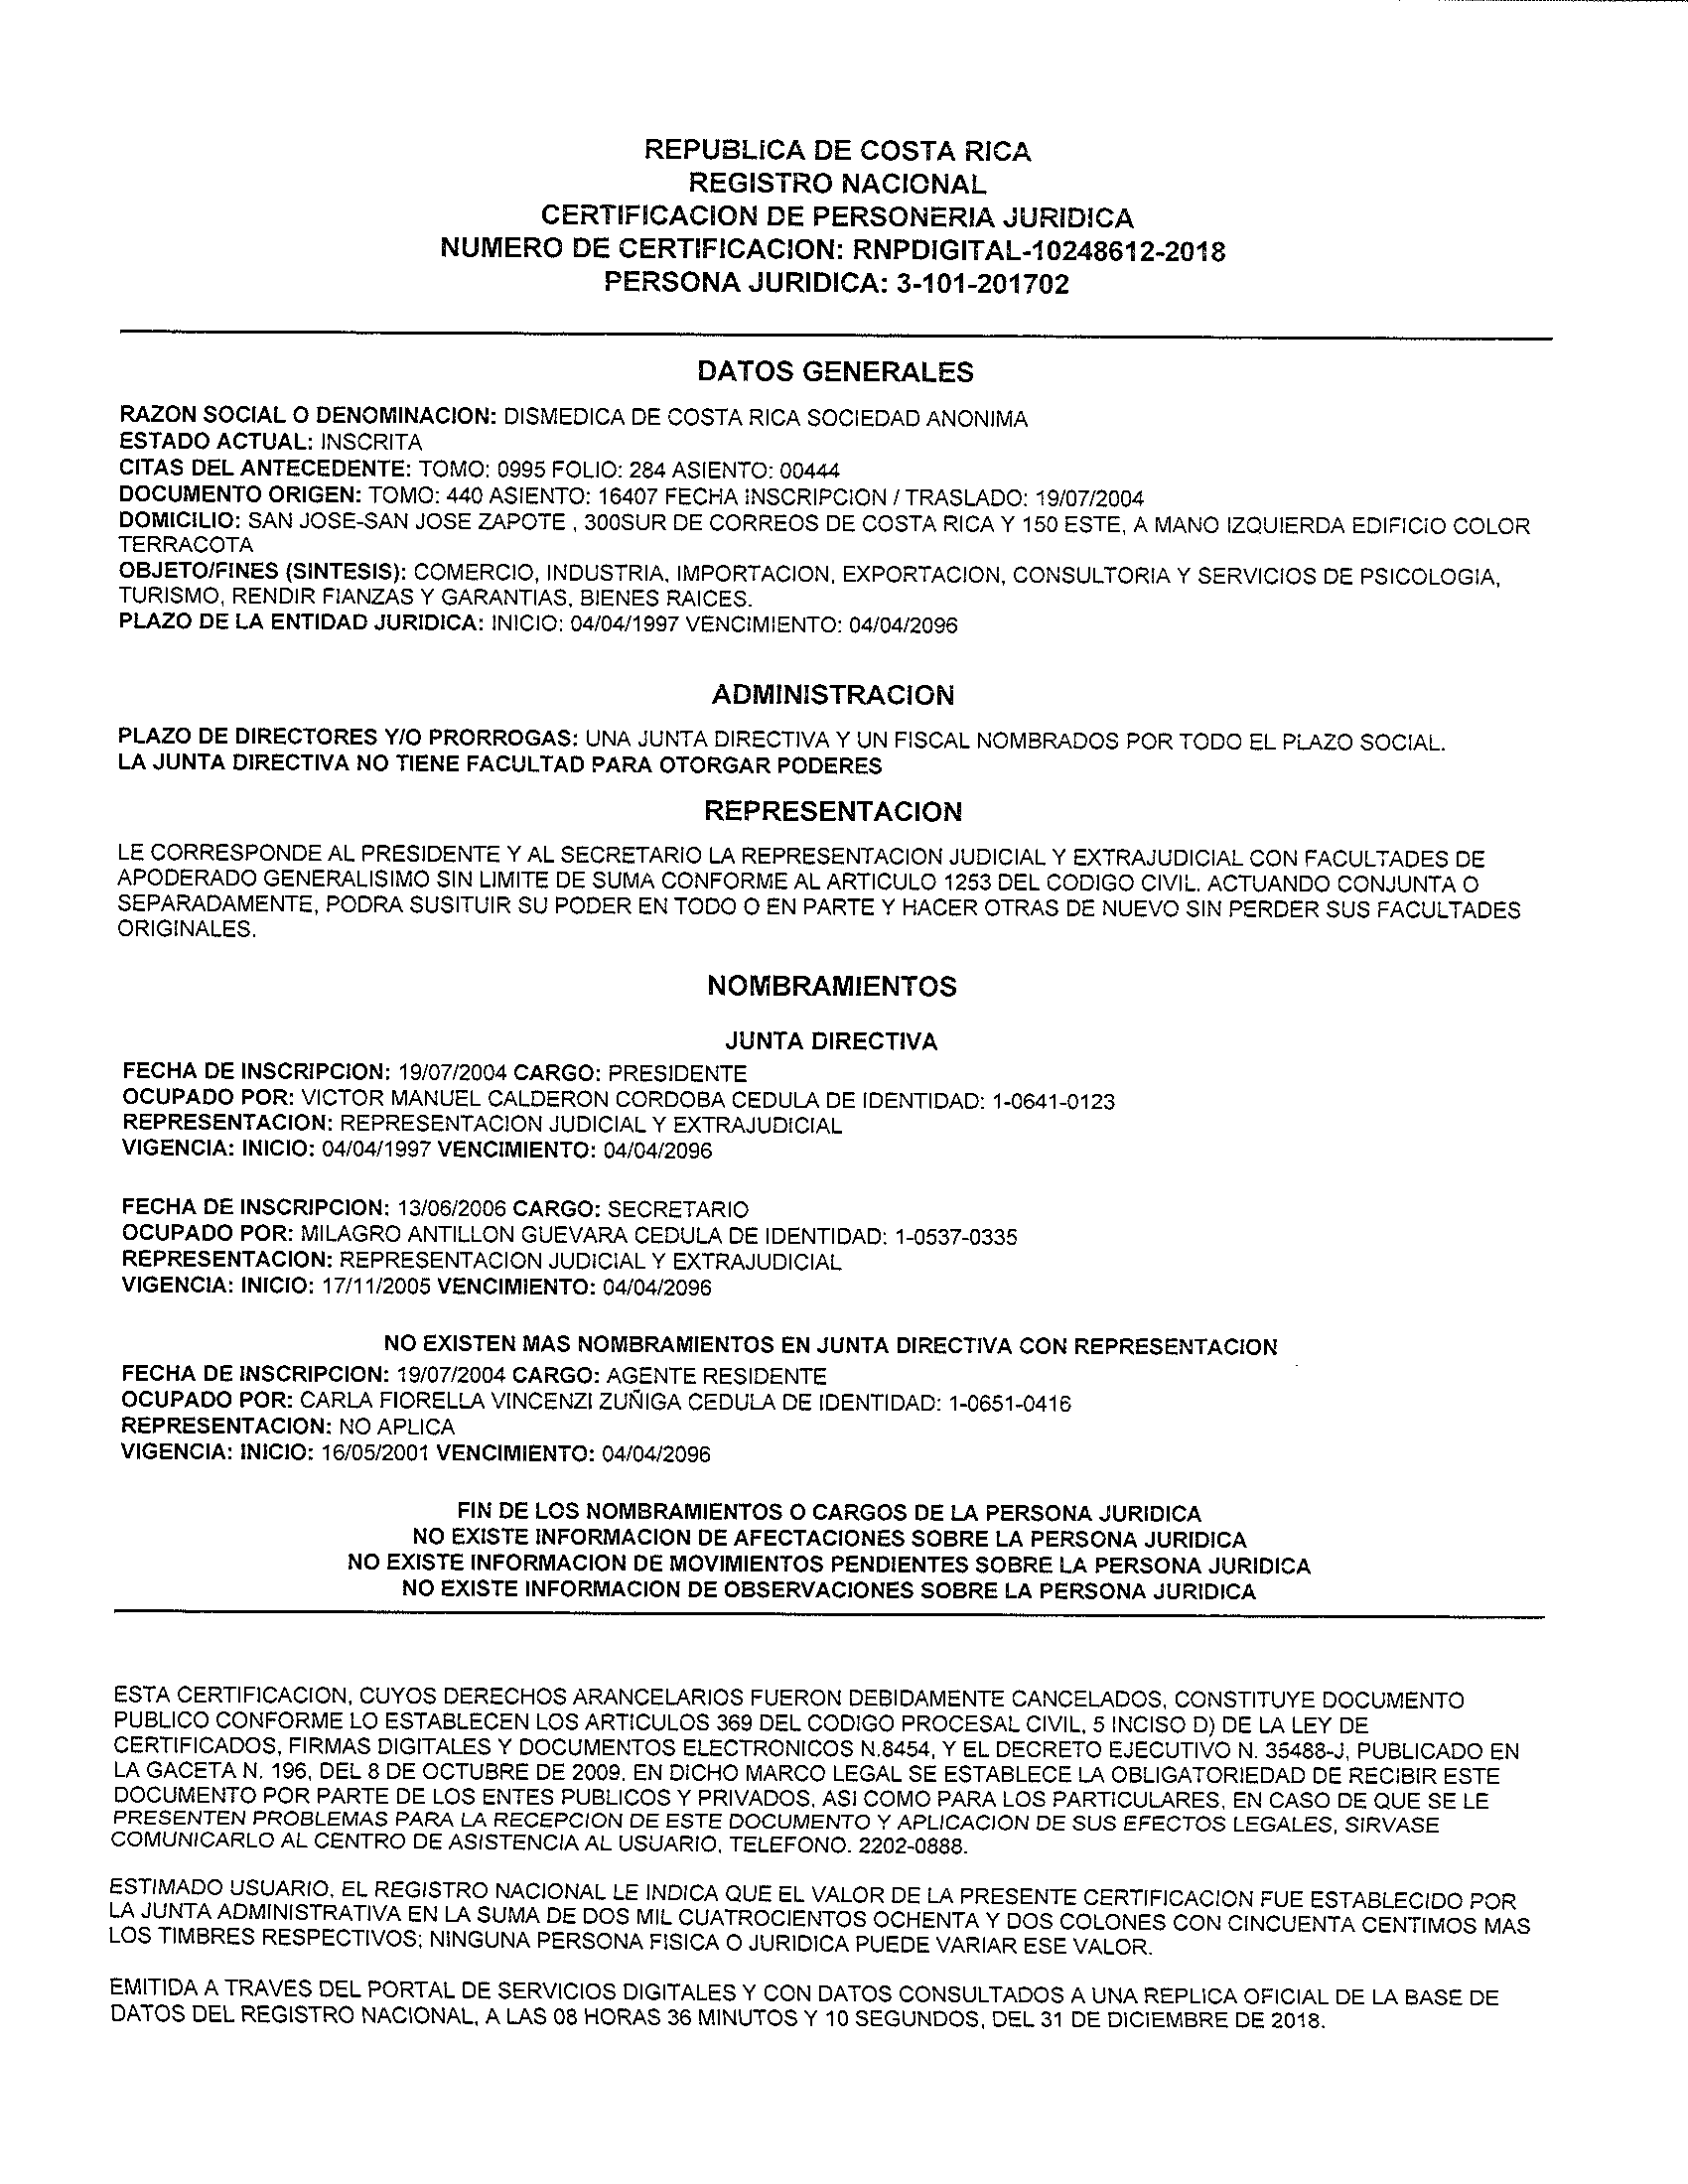 REPUBLICA DE COSTA RICA
REGISTRO NACIONAL
CERTIFICACION DE PERSONERIA JURIDICA
NUMERO DE CERTIFICACION: RNPDIGITAL-10248612-2018
PERSONA JURIDICA: 3-101-201702
DATOS GENERALES
RAZON SOCIAL O DENOMINACION: DISMEDICA DE COSTA RICA SOCIEDAD ANONIMA
ESTADO ACTUAL: INSCRITA
CITAS DEL ANTECEDENTE: TOMO: 0995 FOLIO: 284 ASIENTO: 00444
DOCUMENTO ORIGEN: TOMO: 440 ASIENTO: 16407 FECHA INSCRIPCION / TRASLADO: 19/07/2004
DOMICILIO: SAN JOSE-SAN JOSE ZAPOTE , 300SUR DE CORREOS DE COSTA RICA Y 150 ESTE, A MANO IZQUIERDA EDIFICIO COLOR
TERRACOTA
OBJETO/FINES (SINTESIS): COMERCIO, INDUSTRIA, IMPORTACION, EXPORTACION, CONSULTORIA Y SERVICIOS DE PSICOLOGIA,
TURISMO, RENDIR FIANZAS Y GARANTIAS, BIENES RAICES.
PLAZO DE LA ENTIDAD JURIDICA: INICIO: 04/04/1997 VENCIMIENTO: 04/04/2096
ADMINISTRACION
PLAZO DE DIRECTORES Y/O PRORROGAS: UNA JUNTA DIRECTIVA Y UN FISCAL NOMBRADOS POR TODO EL PLAZO SOCIAL.
LA JUNTA DIRECTIVA NO TIENE FACULTAD PARA OTORGAR PODERES
REPRESENTACION
LE CORRESPONDE AL PRESIDENTE Y AL SECRETARIO LA REPRESENTACION JUDICIAL Y EXTRAJUDICIAL CON FACULTADES DE
APODERADO GENERALISIMO SIN LIMITE DE SUMA CONFORME AL ARTICULO 1253 DEL CODIGO CIVIL. ACTUANDO CONJUNTA O
SEPARADAMENTE, PODRA SUSITUIR SU PODER EN TODO O EN PARTE Y HACER OTRAS DE NUEVO SIN PERDER SUS FACULTADES
ORIGINALES.
NOMBRAMIENTOS
JUNTA DIRECTIVA
FECHA DE INSCRIPCION: 19/07/2004 CARGO: PRESIDENTE
OCUPADO POR: VICTOR MANUEL CALDERON CORDOBA CEDULA DE IDENTIDAD: 1-0641-0123
REPRESENTACION: REPRESENTACION JUDICIAL Y EXTRAJUDICIAL
VIGENCIA: INICIO: 04/04/1997 VENCIMIENTO: 04/04/2096
FECHA DE INSCRIPCION: 13/06/2006 CARGO: SECRETARIO
OCUPADO POR: MILAGRO ANTILLON GUEVARA CEDULA DE IDENTIDAD: 1-0537-0335
REPRESENTACION: REPRESENTACION JUDICIAL Y EXTRAJUDICIAL
VIGENCIA: INICIO: 17/11/2005 VENCIMIENTO: 04/04/2096
NO EXISTEN MAS NOMBRAMIENTOS EN JUNTA DIRECTIVA CON REPRESENTACION
FECHA DE INSCRIPCION: 19/07/2004 CARGO: AGENTE RESIDENTE
OCUPADO POR: CARLA FIORELLA VINCENZI ZUÑIGA CEDULA DE IDENTIDAD: 1-0651-0416
REPRESENTACION: NO APLICA
VIGENCIA: INICIO: 16/05/2001 VENCIMIENTO: 04/04/2096
FIN DE LOS NOMBRAMIENTOS O CARGOS DE LA PERSONA JURIDICA
NO EXISTE INFORMACION DE AFECTACIONES SOBRE LA PERSONA JURIDICA
NO EXISTE INFORMACION DE MOVIMIENTOS PENDIENTES SOBRE LA PERSONA JURIDICA
NO EXISTE INFORMACION DE OBSERVACIONES SOBRE LA PERSONA JURIDICA
ESTA CERTIFICACION, CUYOS DERECHOS ARANCELARIOS FUERON DEBIDAMENTE CANCELADOS, CONSTITUYE DOCUMENTO
PUBLICO CONFORME LO ESTABLECEN LOS ARTICULOS 369 DEL CODIGO PROCESAL CIVIL, 5 INCISO D) DE LA LEY DE
CERTIFICADOS, FIRMAS DIGITALES Y DOCUMENTOS ELECTRONICOS N.8454, Y EL DECRETO EJECUTIVO N. 35488-J, PUBLICADO EN
LA GACETA N. 196, DEL 8 DE OCTUBRE DE 2009. EN DICHO MARCO LEGAL SE ESTABLECE LA OBLIGATORIEDAD DE RECIBIR ESTE
DOCUMENTO POR PARTE DE LOS ENTES PUBLICOS Y PRIVADOS, ASI COMO PARA LOS PARTICULARES, EN CASO DE QUE SE LE
PRESENTEN PROBLEMAS PARA LA RECEPCION DE ESTE DOCUMENTO Y APLICACION DE SUS EFECTOS LEGALES, SIRVASE
COMUNICARLO AL CENTRO DE ASISTENCIA AL USUARIO, TELEFONO. 2202-0888.
ESTIMADO USUARIO, EL REGISTRO NACIONAL LE INDICA QUE EL VALOR DE LA PRESENTE CERTIFICACION FUE ESTABLECIDO POR
LA JUNTA ADMINISTRATIVA EN LA SUMA DE DOS MIL CUATROCIENTOS OCHENTA Y DOS COLONES CON CINCUENTA CENTIMOS MAS
LOS TIMBRES RESPECTIVOS; NINGUNA PERSONA FISICA O JURIDICA PUEDE VARIAR ESE VALOR.
EMITIDA A TRAVES DEL PORTAL DE SERVICIOS DIGITALES Y CON DATOS CONSULTADOS A UNA REPLICA OFICIAL DE LA BASE DE
DATOS DEL REGISTRO NACIONAL, A LAS 08 HORAS 36 MINUTOS Y 10 SEGUNDOS, DEL 31 DE DICIEMBRE DE 2018.